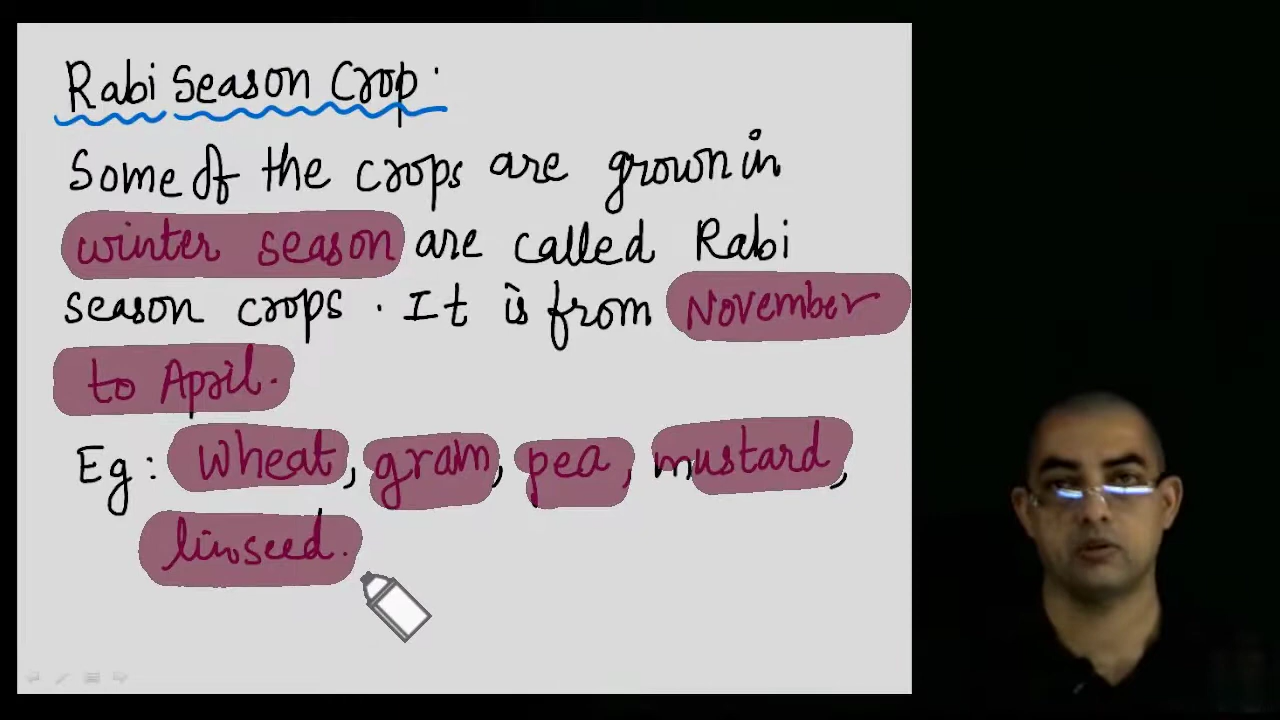 Rabi Season Crop.
Some of the crops are grown in
winter season are called Rabi
season crops. It is from November
to April.
Eg: wheat, gram, pea, mustard,
linseed.